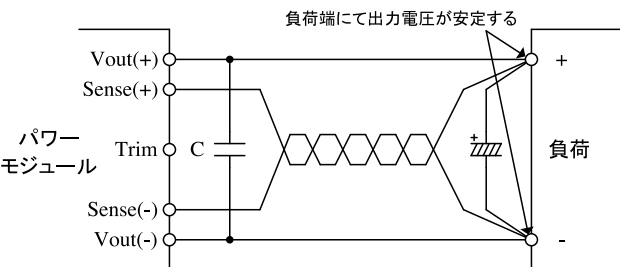 負荷端にて出力電圧が安定する
Vout(+)
+
Sense(+)
パワー
モジュール
Trim
C
+
負荷
Sense(-)
Vout(-)
-